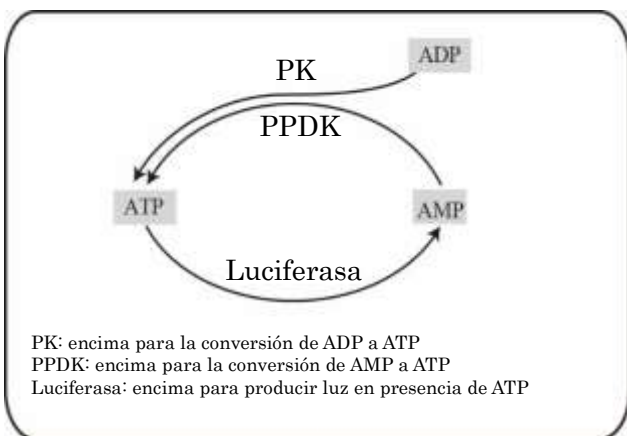 ADP
PK
PPDK
ATP
AMP
Luciferasa
PK: encima para la conversión de ADP a ATP
PPDK: encima para la conversión de AMP a ATP
Luciferasa: encima para producir luz en presencia de ATP